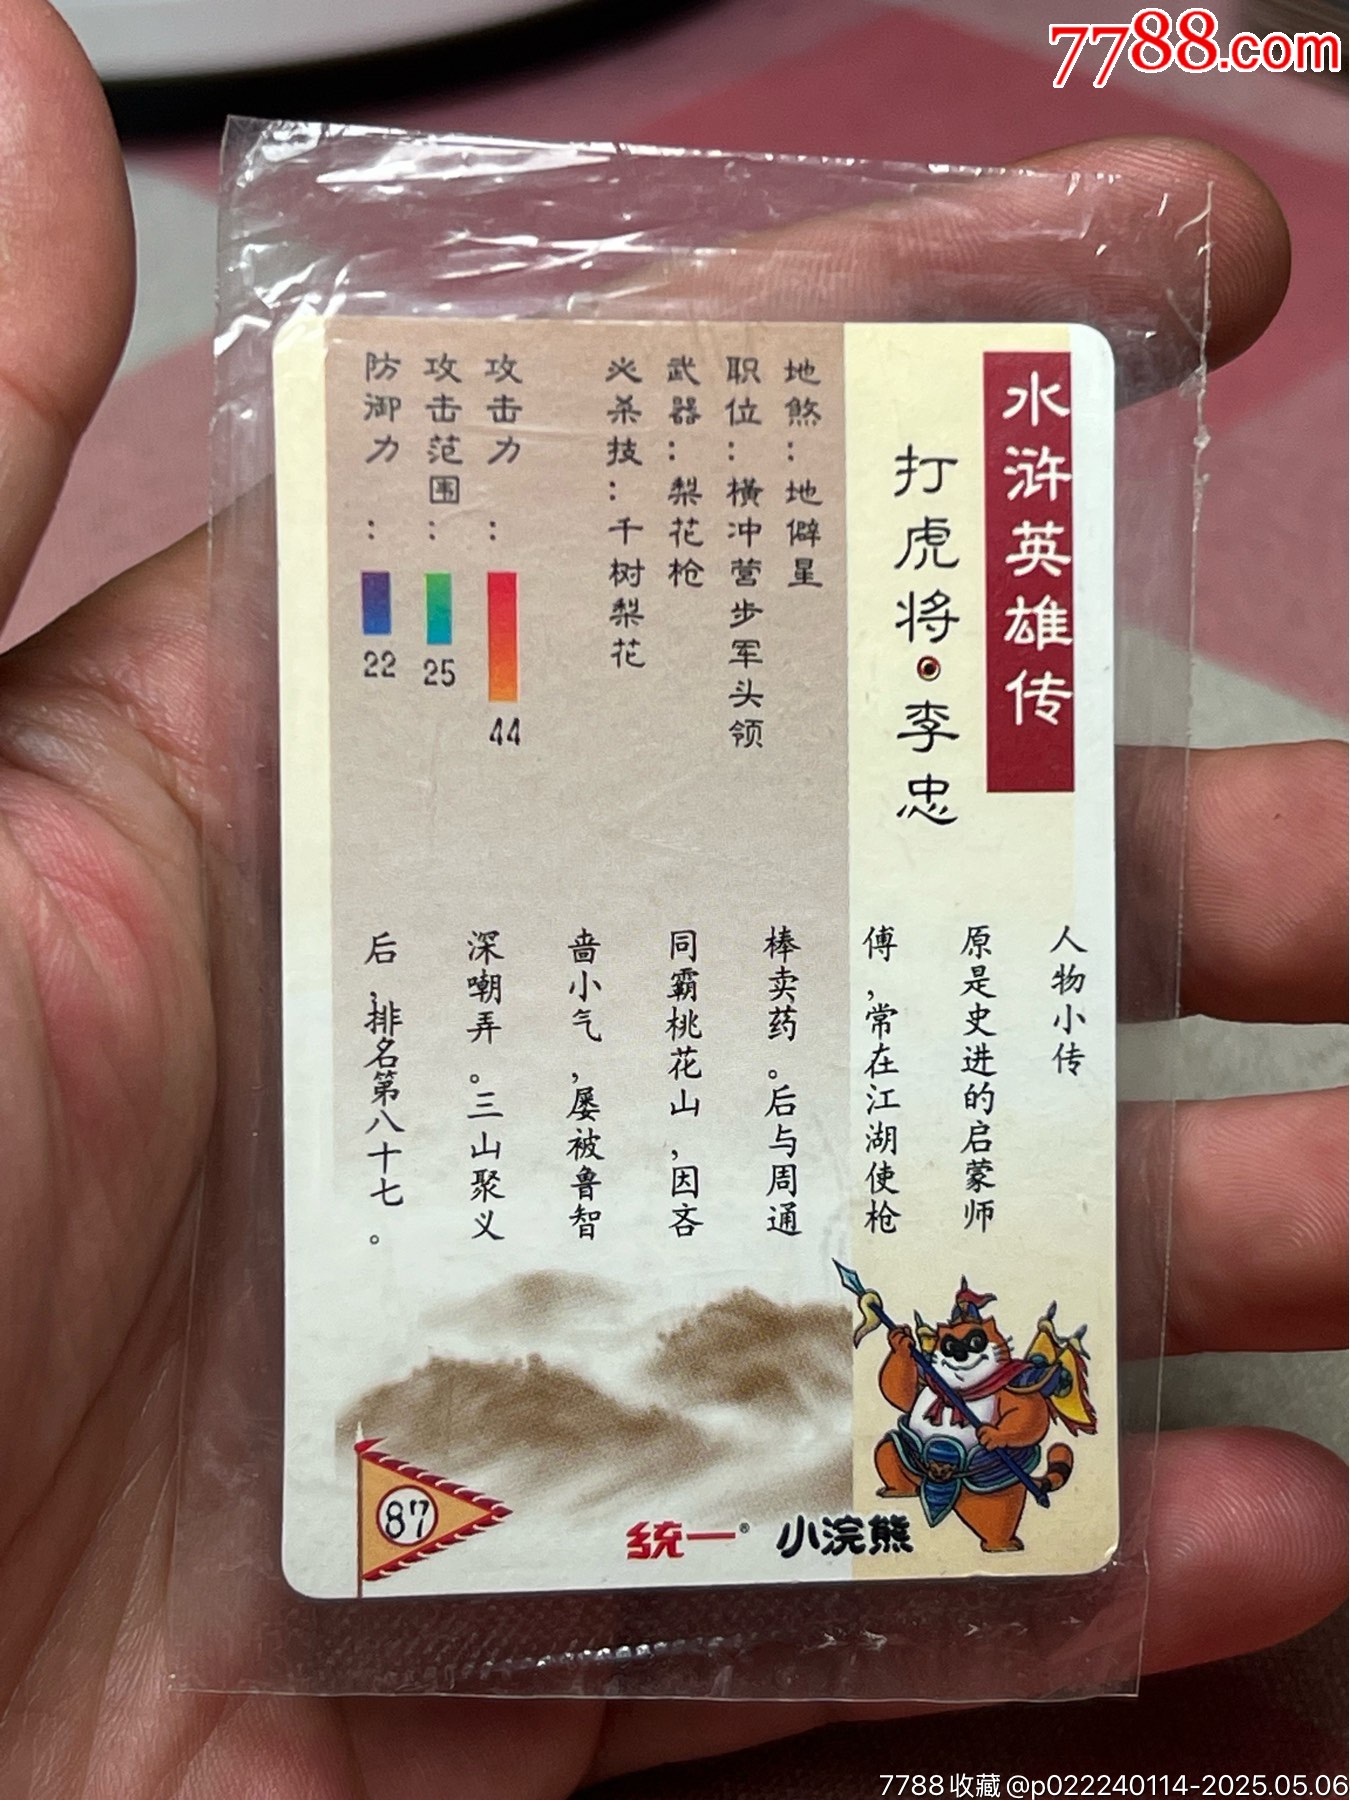 7788.com
水浒英雄传
打虎将·李忠
地煞：地僻星
职位：横冲营步军头领
武器：梨花枪
必杀技：千树梨花
攻击力：44
攻击范围：25
防御力：22
人物小传
原是史进的启蒙师
傅，常在江湖使枪
棒卖药。后与周通
同霸桃花山，因吝
啬小气，屡被鲁智
深嘲弄。三山聚义
后，排名第八十七。
87
统一® 小浣熊
7788收藏@p022240114-2025.05.06